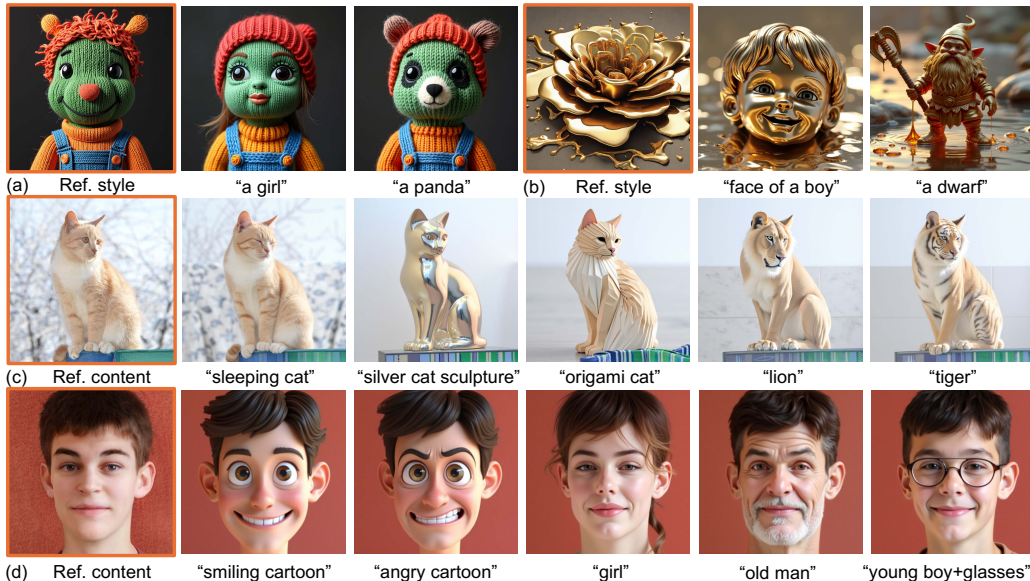 (a) Ref. style “a girl” “a panda” (b) Ref. style “face of a boy” “a dwarf”
(c) Ref. content “sleeping cat” “silver cat sculpture” “origami cat” “lion” “tiger”
(d) Ref. content “smiling cartoon” “angry cartoon” “girl” “old man” “young boy+glasses”